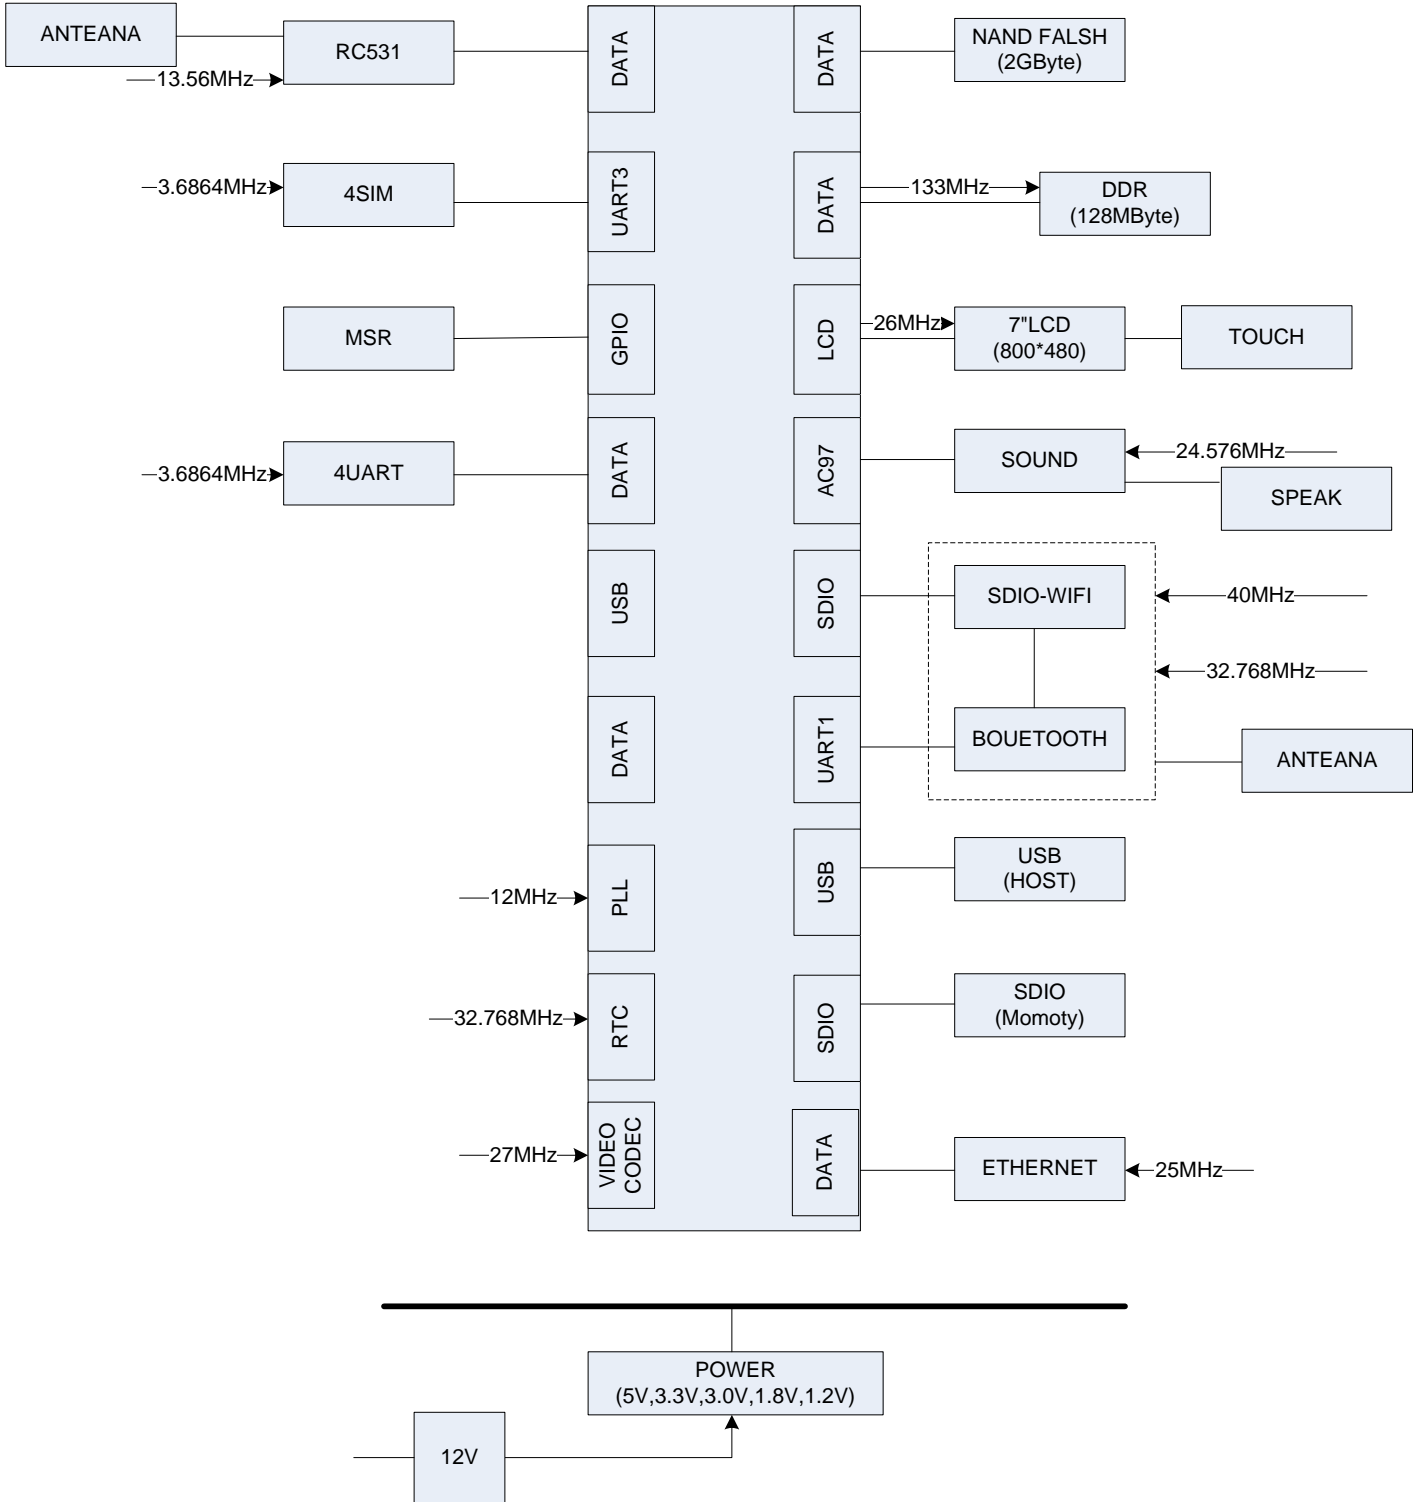 ANTEANA
RC531
DATA
DATA
NAND FALSH
(2GByte)
13.56MHz
3.6864MHz
4SIM
UART3
DATA
133MHz
DDR
(128MByte)
MSR
GPIO
LCD
26MHz
7"LCD
(800*480)
TOUCH
3.6864MHz
4UART
DATA
AC97
SOUND
24.576MHz
SPEAK
USB
SDIO
SDIO-WIFI
40MHz
32.768MHz
DATA
UART1
BOUETOOTH
ANTEANA
12MHz
PLL
USB
USB
(HOST)
32.768MHz
RTC
SDIO
SDIO
(Momoty)
27MHz
VIDEO
CODEC
DATA
ETHERNET
25MHz
POWER
(5V,3.3V,3.0V,1.8V,1.2V)
12V